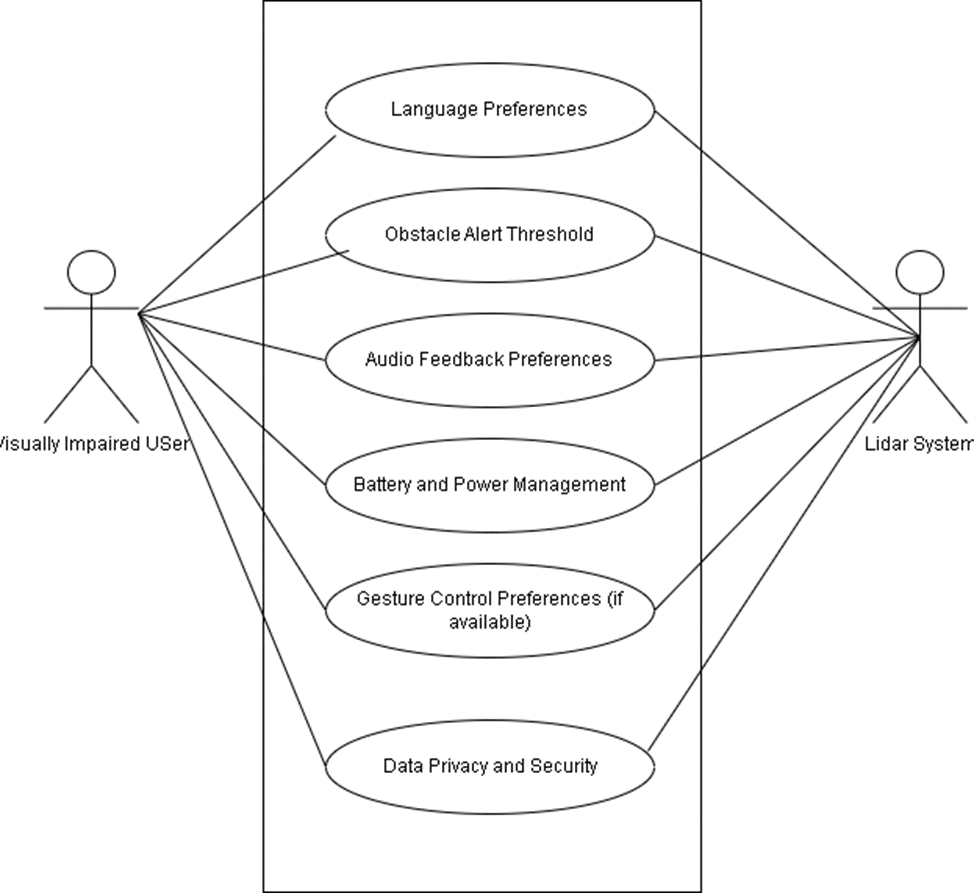 Language Preferences
Obstacle Alert Threshold
Audio Feedback Preferences
Visually Impaired USer
Lidar System
Battery and Power Management
Gesture Control Preferences (if
available)
Data Privacy and Security